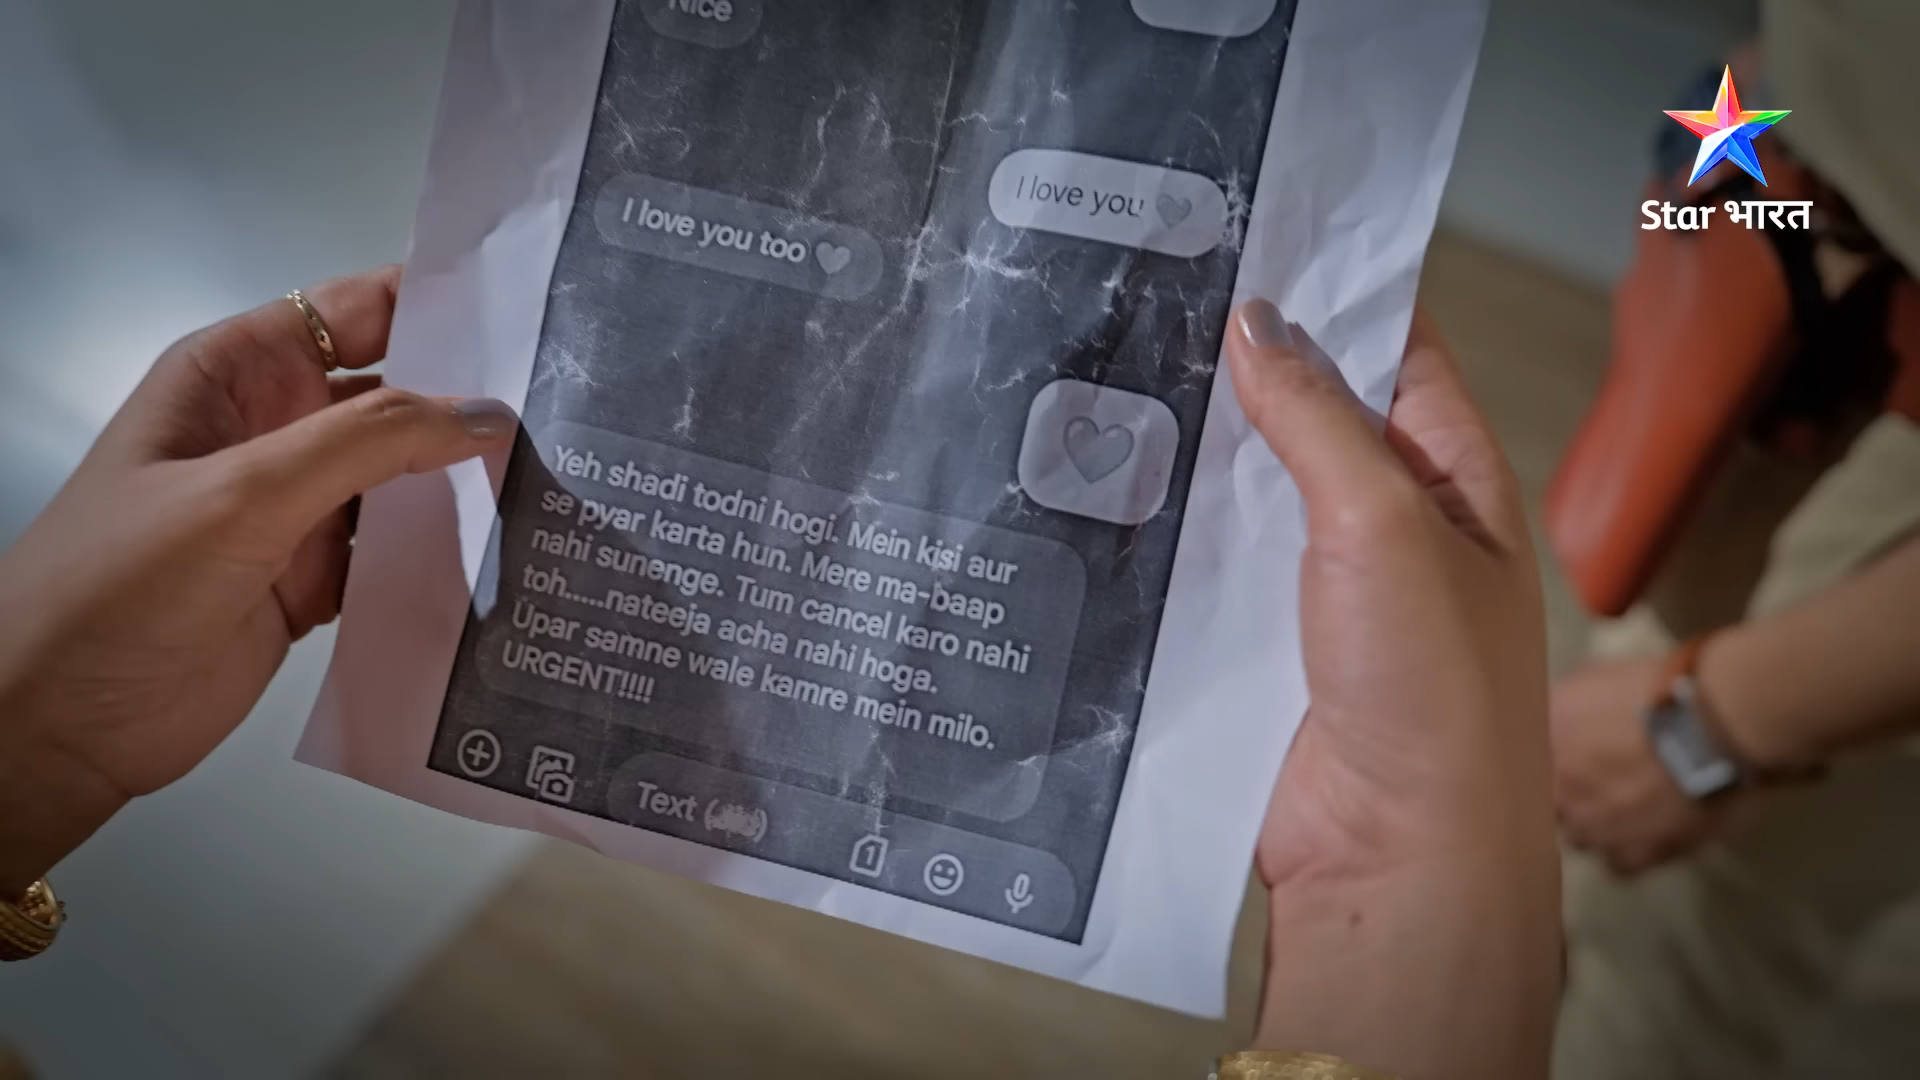 Nice
I love you
I love you too
Yeh shadi todni hogi. Mein kisi aur
se pyar karta hun. Mere ma-baap
nahi sunenge. Tum cancel karo nahi
toh.....nateeja acha nahi hoga.
Upar samne wale kamre mein milo.
URGENT!!!!
Text
1
Star भारत